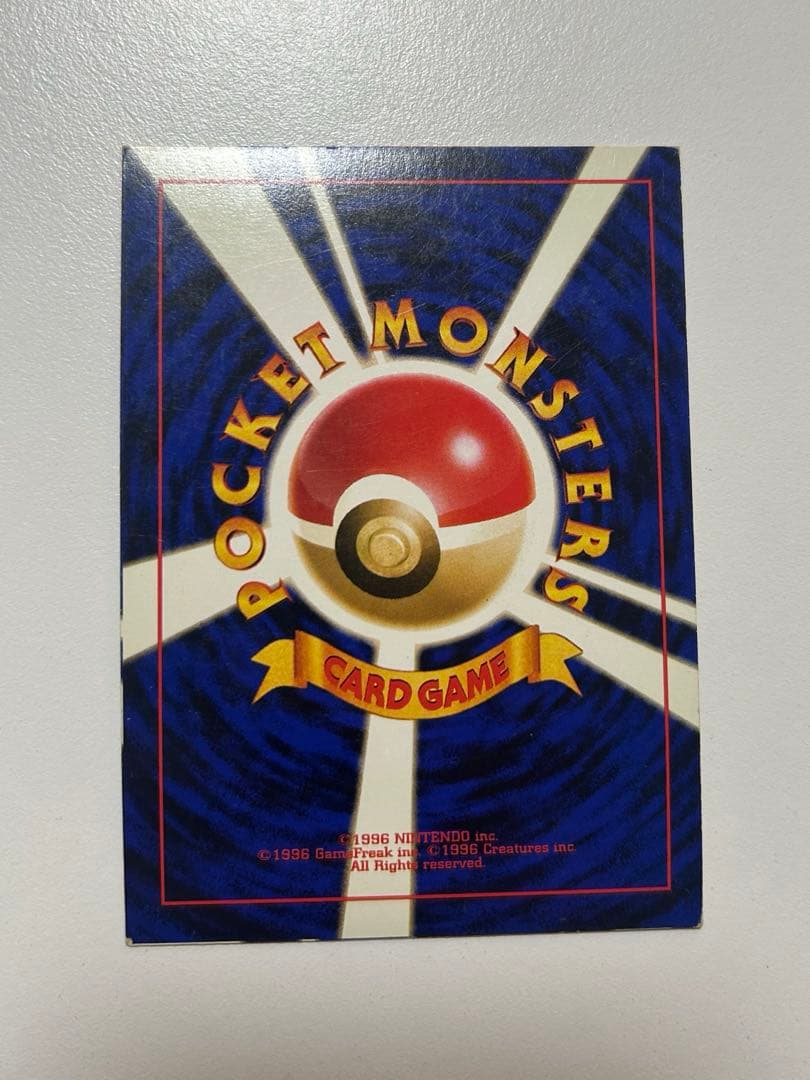 POCKET MONSTERS
CARD GAME
©1996 NINTENDO inc.
©1996 GameFreak inc. ©1996 Creatures inc.
All Rights reserved.